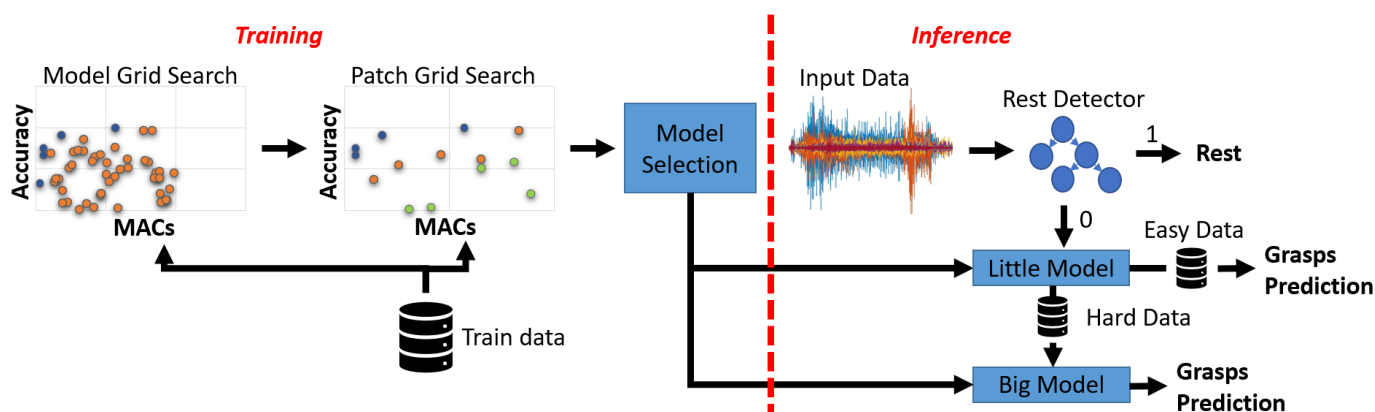 Training
Model Grid Search
Accuracy
MACs
Patch Grid Search
Accuracy
MACs
Train data
Model
Selection
Inference
Input Data
Rest Detector
1
Rest
0
Little Model
Easy Data
Grasps
Prediction
Hard Data
Big Model
Grasps
Prediction